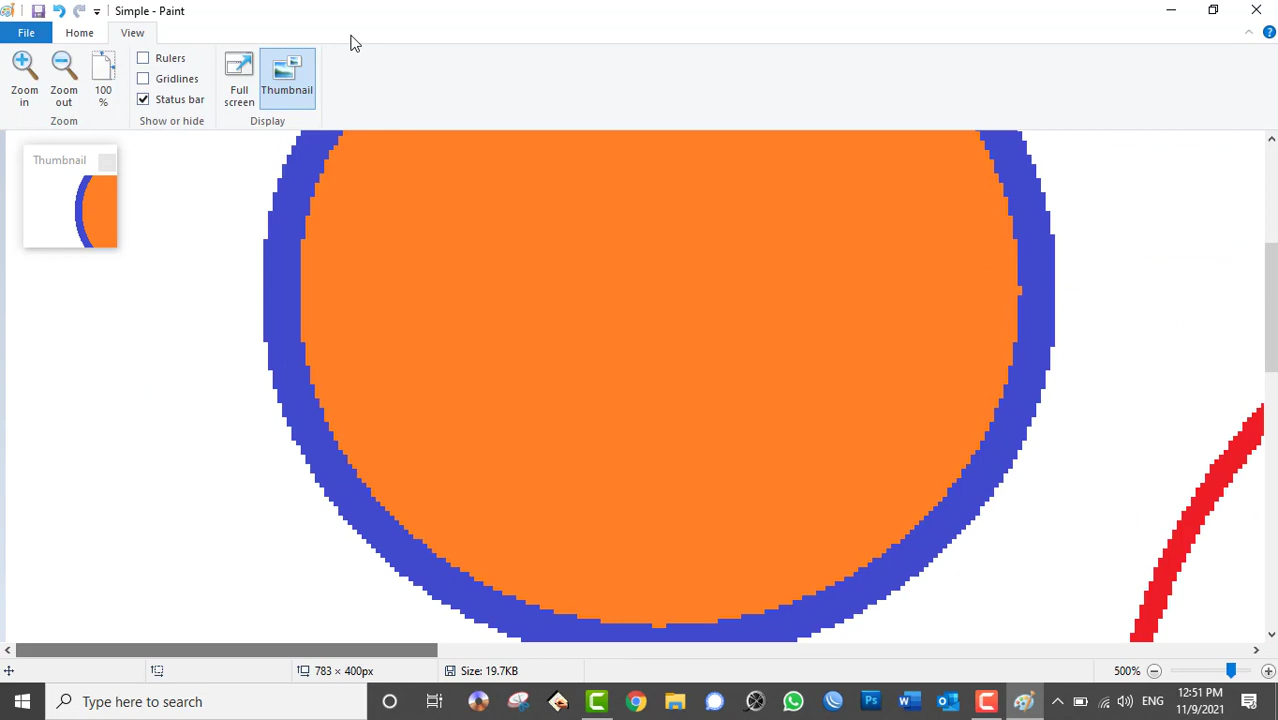 Simple - Paint
File Home View
Zoom in
Zoom out
100 %
Rulers
Gridlines
Status bar
Full screen
Thumbnail
Zoom
Show or hide
Display
Thumbnail
783 × 400px
Size: 19.7KB
500%
Type here to search
ENG
12:51 PM
11/9/2021